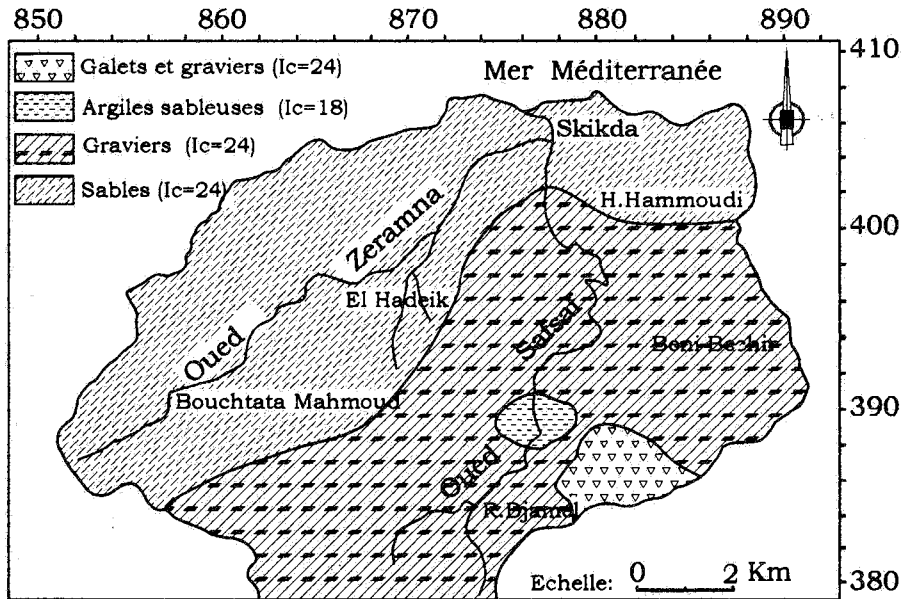 850 860 870 880 890
410
400
390
380
Galets et graviers (Ic=24)
Argiles sableuses (Ic=18)
Graviers (Ic=24)
Sables (Ic=24)
Mer Méditerranée
Skikda
H.Hammoudi
Oued Zeramna
El Hadeik
Oued Safsaf
Beni Bechir
Bouchtata Mahmoud
R.Djamel
Echelle: 0 2 Km